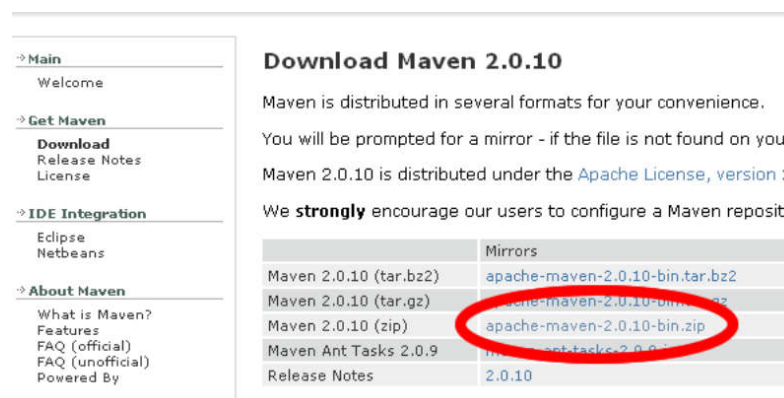 Main
Welcome
Get Maven
Download
Release Notes
License
IDE Integration
Eclipse
Netbeans
About Maven
What is Maven?
Features
FAQ (official)
FAQ (unofficial)
Powered By
Download Maven 2.0.10
Maven is distributed in several formats for your convenience.
You will be prompted for a mirror - if the file is not found on
Maven 2.0.10 is distributed under the Apache License, version
We strongly encourage our users to configure a Maven
Mirrors
Maven 2.0.10 (tar.bz2) apache-maven-2.0.10-bin.tar.bz2
Maven 2.0.10 (tar.gz)
Maven 2.0.10 (zip) apache-maven-2.0.10-bin.zip
Maven Ant Tasks 2.0.9
Release Notes 2.0.10